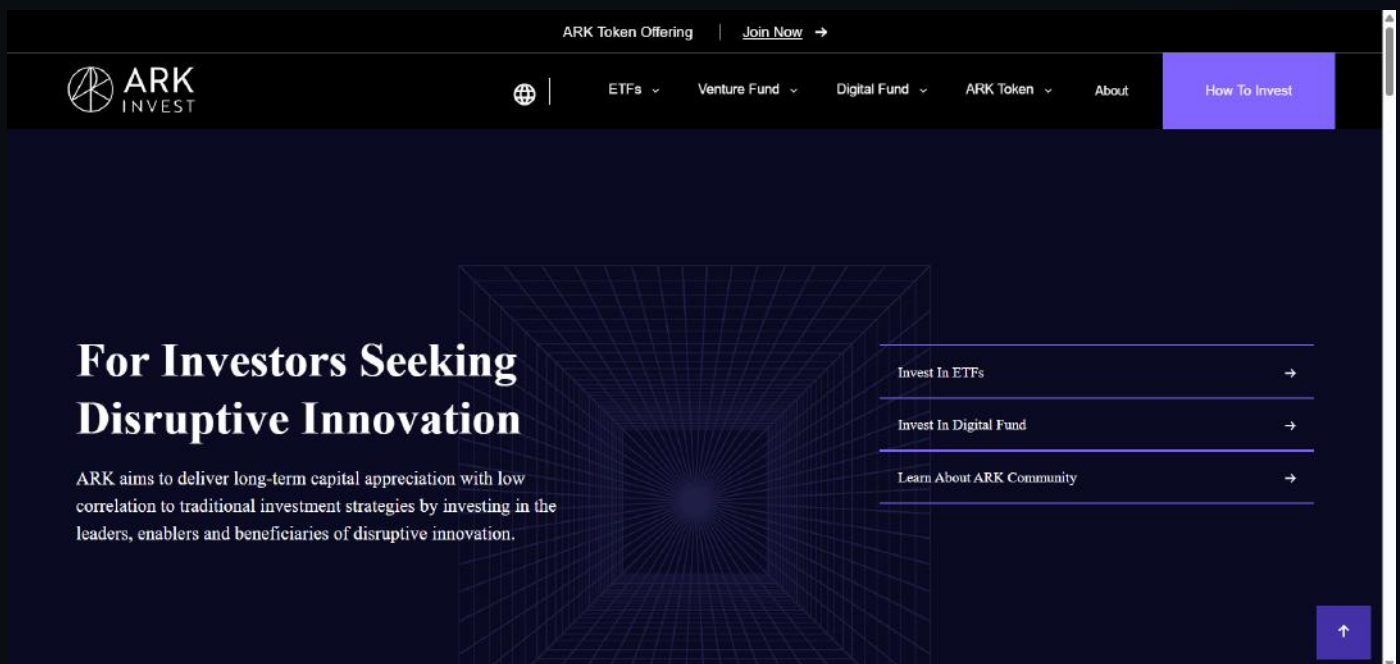 ARK Token Offering | Join Now →
ARK
INVEST
ETFs
Venture Fund
Digital Fund
ARK Token
About
How To Invest
For Investors Seeking
Disruptive Innovation
ARK aims to deliver long-term capital appreciation with low
correlation to traditional investment strategies by investing in the
leaders, enablers and beneficiaries of disruptive innovation.
Invest In ETFs →
Invest In Digital Fund →
Learn About ARK Community →